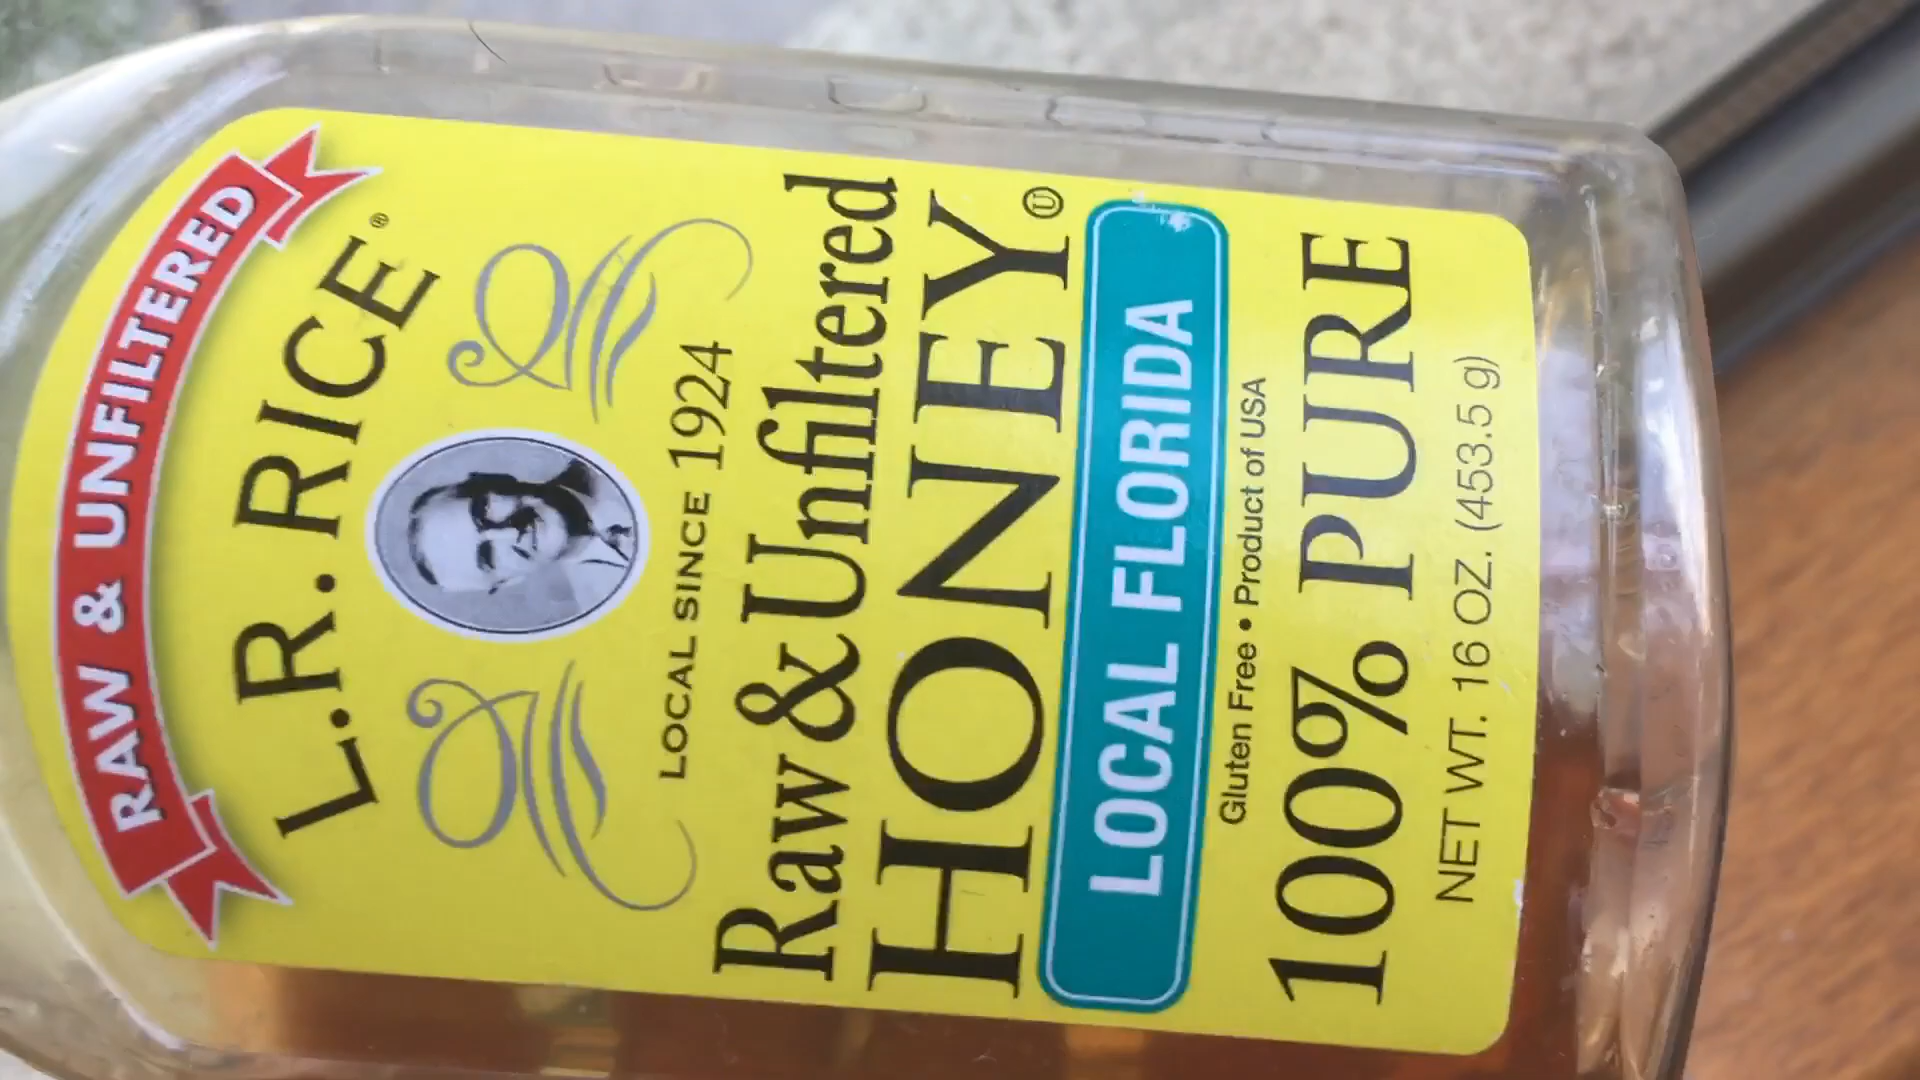 RAW & UNFILTERED
L.R. RICE®
LOCAL SINCE 1924
Raw & Unfiltered
HONEY Ⓤ
LOCAL FLORIDA
Gluten Free • Product of USA
100% PURE
NET WT. 16 OZ. (453.5 g)